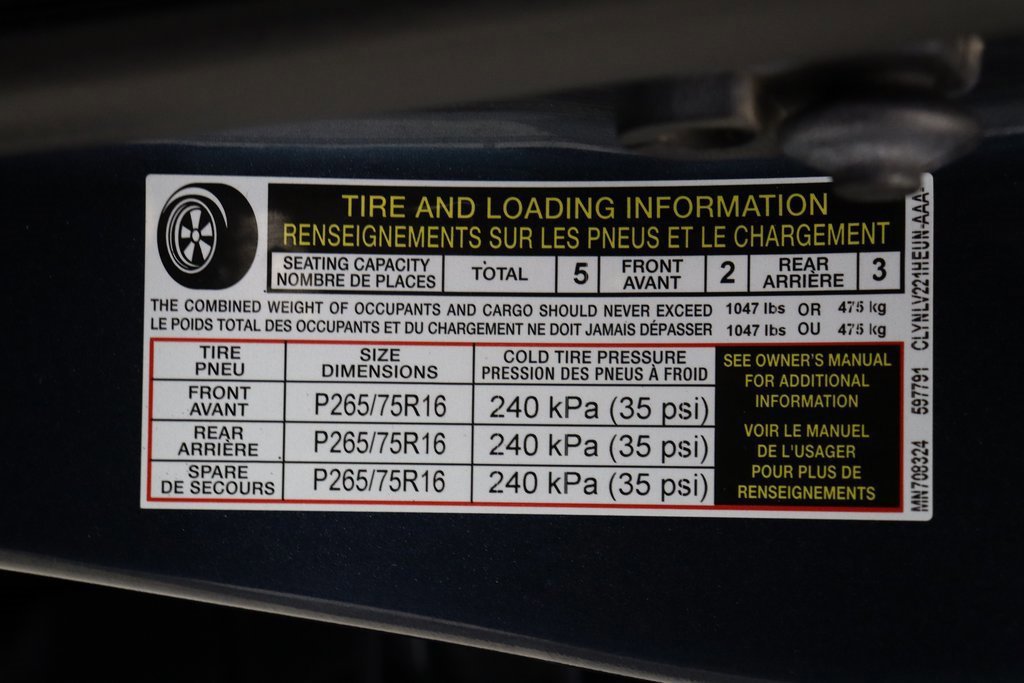 TIRE AND LOADING INFORMATION
RENSEIGNEMENTS SUR LES PNEUS ET LE CHARGEMENT
SEATING CAPACITY
NOMBRE DE PLACES
TOTAL
5
FRONT
AVANT
2
REAR
ARRIÈRE
3
THE COMBINED WEIGHT OF OCCUPANTS AND CARGO SHOULD NEVER EXCEED 1047 lbs OR 475 kg
LE POIDS TOTAL DES OCCUPANTS ET DU CHARGEMENT NE DOIT JAMAIS DÉPASSER 1047 lbs OU 475 kg
TIRE
PNEU
SIZE
DIMENSIONS
COLD TIRE PRESSURE
PRESSION DES PNEUS À FROID
FRONT
AVANT
P265/75R16
240 kPa (35 psi)
REAR
ARRIÈRE
P265/75R16
240 kPa (35 psi)
SPARE
DE SECOURS
P265/75R16
240 kPa (35 psi)
SEE OWNER'S MANUAL
FOR ADDITIONAL
INFORMATION
VOIR LE MANUEL
DE L'USAGER
POUR PLUS DE
RENSEIGNEMENTS
MN708324 597791 CLYNLV221HEUN-AAA-